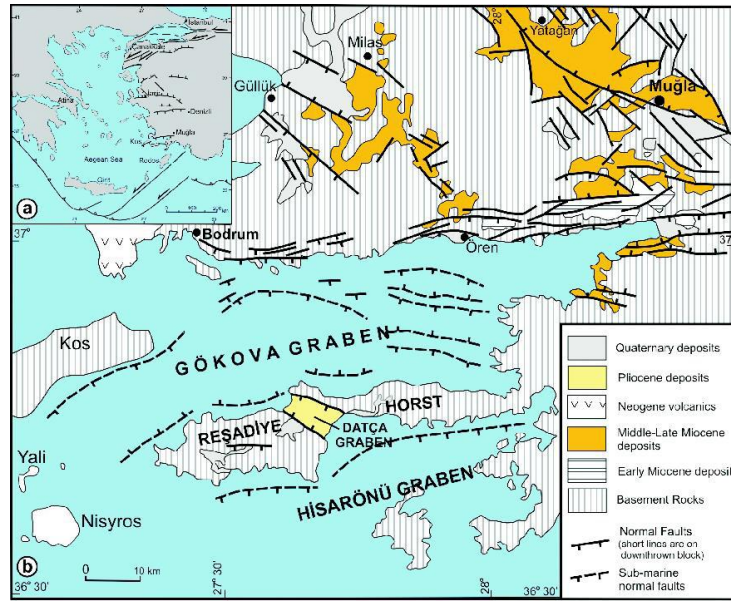 İstanbul
Çanakkale
Atina
İzmir
Denizli
Muğla
Kos
Aegean Sea
Rodos
Girit
a
28°
Yatağan
Milas
Güllük
Muğla
37°
Bodrum
Ören
37°
Kos
GÖKOVA GRABEN
HORST
REŞADİYE
DATÇA
GRABEN
HİSARÖNÜ GRABEN
Yali
Nisyros
b
0 10 km
36° 30'
27° 30'
28°
36° 30'
Quaternary deposits
Pliocene deposits
Neogene volcanics
Middle-Late Miocene
deposits
Early Miocene deposit
Basement Rocks
Normal Faults
(short lines are on
downthrown block)
Sub-marine
normal faults